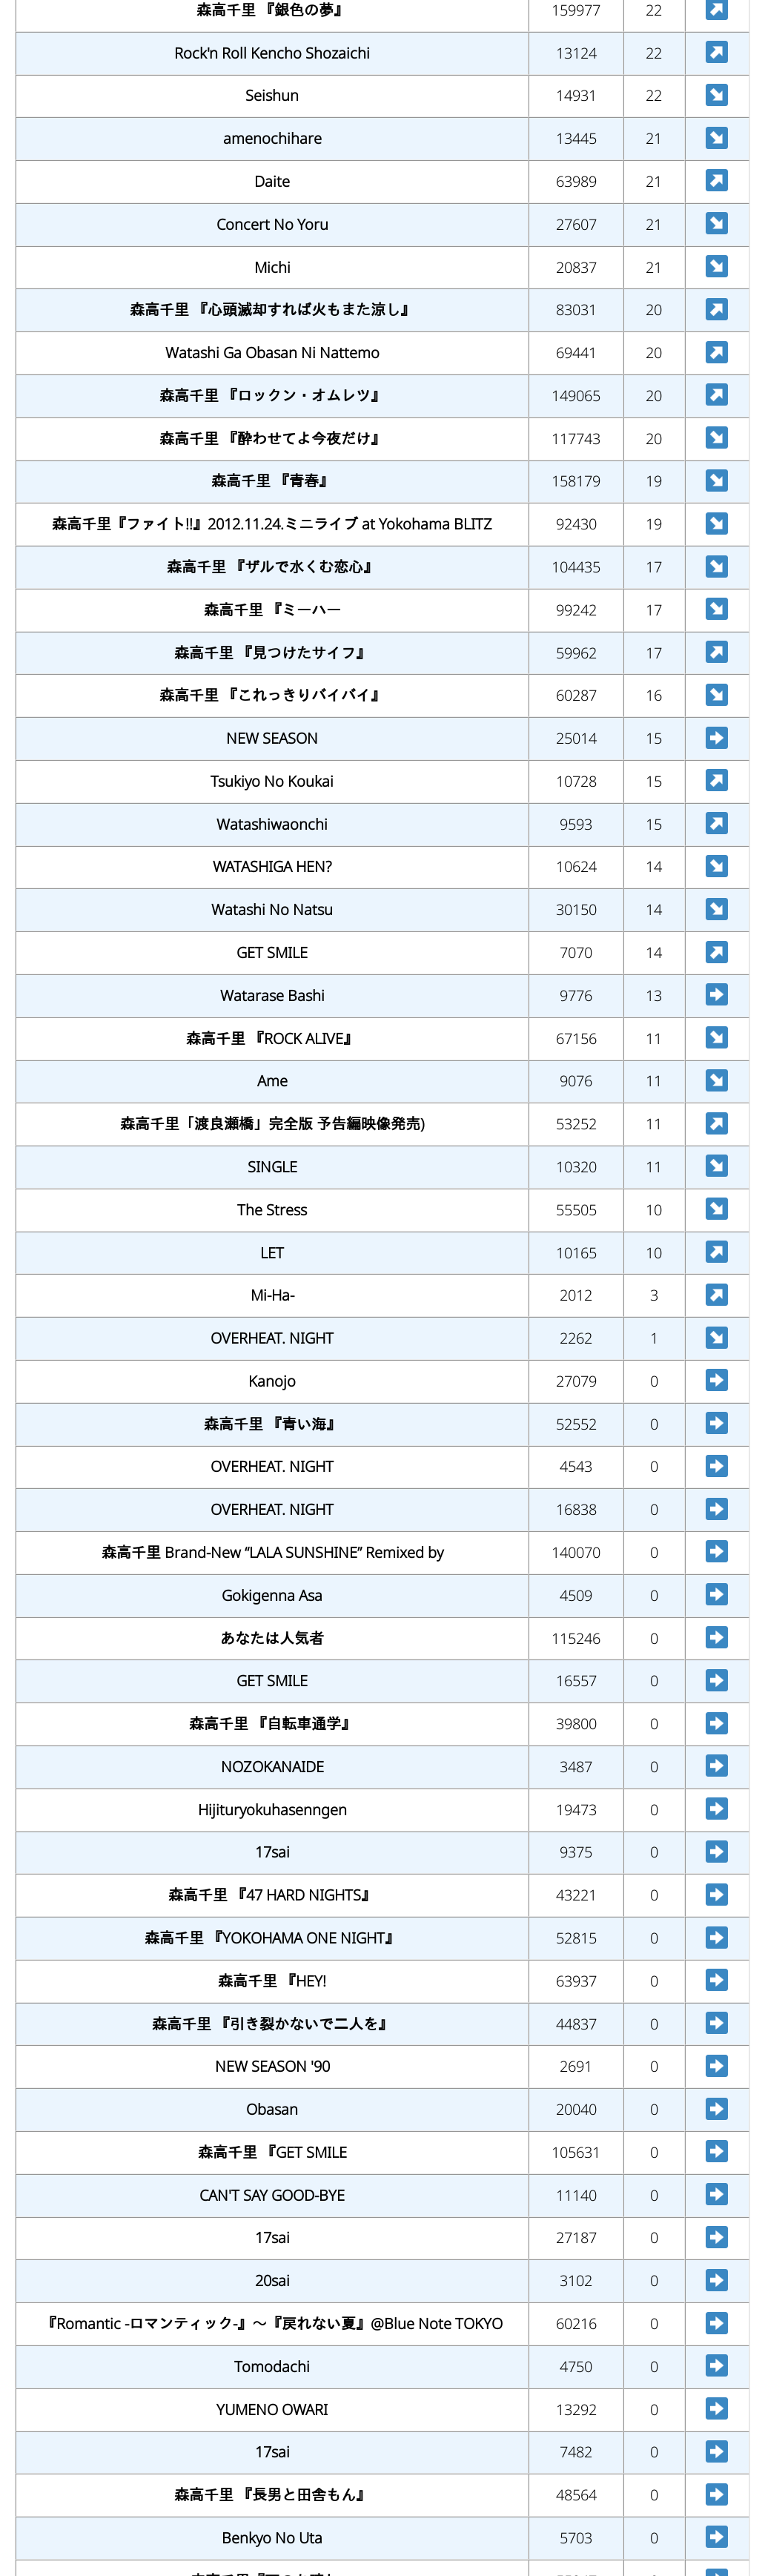 森高千里 『銀色の夢』 159977 22
Rock'n Roll Kencho Shozaichi 13124 22
Seishun 14931 22
amenochihare 13445 21
Daite 63989 21
Concert No Yoru 27607 21
Michi 20837 21
森高千里 『心頭滅却すれば火もまた涼し』 83031 20
Watashi Ga Obasan Ni Nattemo 69441 20
森高千里 『ロックン・オムレツ』 149065 20
森高千里 『酔わせてよ今夜だけ』 117743 20
森高千里 『青春』 158179 19
森高千里『ファイト!!』2012.11.24.ミニライブ at Yokohama BLITZ 92430 19
森高千里 『ザルで水くむ恋心』 104435 17
森高千里 『ミーハー 99242 17
森高千里 『見つけたサイフ』 59962 17
森高千里 『これっきりバイバイ』 60287 16
NEW SEASON 25014 15
Tsukiyo No Koukai 10728 15
Watashiwaonchi 9593 15
WATASHIGA HEN? 10624 14
Watashi No Natsu 30150 14
GET SMILE 7070 14
Watarase Bashi 9776 13
森高千里 『ROCK ALIVE』 67156 11
Ame 9076 11
森高千里「渡良瀬橋」完全版 予告編映像発売) 53252 11
SINGLE 10320 11
The Stress 55505 10
LET 10165 10
Mi-Ha- 2012 3
OVERHEAT. NIGHT 2262 1
Kanojo 27079 0
森高千里 『青い海』 52552 0
OVERHEAT. NIGHT 4543 0
OVERHEAT. NIGHT 16838 0
森高千里 Brand-New “LALA SUNSHINE” Remixed by 140070 0
Gokigenna Asa 4509 0
あなたは人気者 115246 0
GET SMILE 16557 0
森高千里 『自転車通学』 39800 0
NOZOKANAIDE 3487 0
Hijituryokuhasenngen 19473 0
17sai 9375 0
森高千里 『47 HARD NIGHTS』 43221 0
森高千里 『YOKOHAMA ONE NIGHT』 52815 0
森高千里 『HEY! 63937 0
森高千里 『引き裂かないで二人を』 44837 0
NEW SEASON '90 2691 0
Obasan 20040 0
森高千里 『GET SMILE 105631 0
CAN'T SAY GOOD-BYE 11140 0
17sai 27187 0
20sai 3102 0
『Romantic -ロマンティック-』～『戻れない夏』@Blue Note TOKYO 60216 0
Tomodachi 4750 0
YUMENO OWARI 13292 0
17sai 7482 0
森高千里 『長男と田舎もん』 48564 0
Benkyo No Uta 5703 0